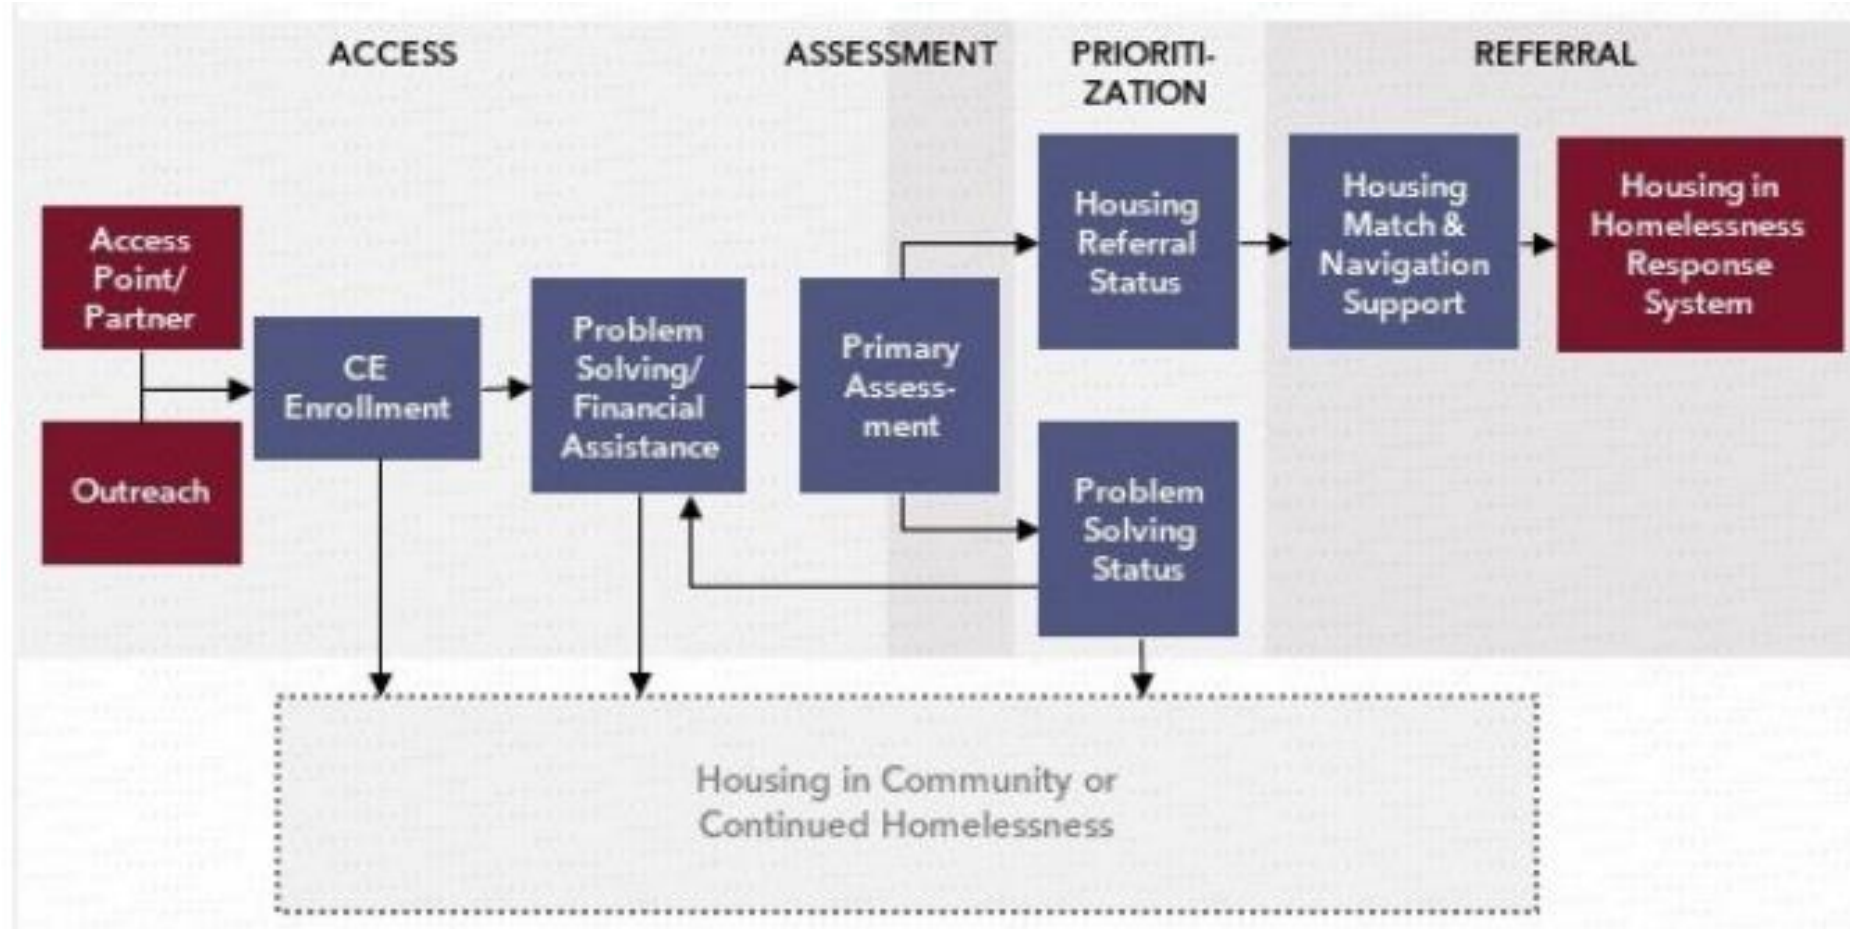 ACCESS
ASSESSMENT
PRIORITI-
ZATION
REFERRAL
Access
Point/
Partner
Outreach
CE
Enrollment
Problem
Solving/
Financial
Assistance
Primary
Assess-
ment
Housing
Referral
Status
Problem
Solving
Status
Housing
Match &
Navigation
Support
Housing in
Homelessness
Response
System
Housing in Community or
Continued Homelessness